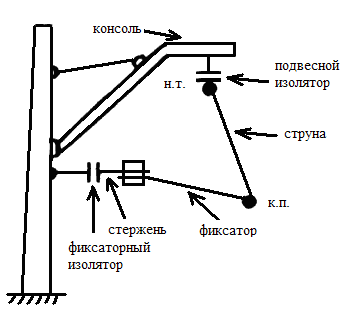 консоль
подвесной
изолятор
н.т.
струна
к.п.
стержень
фиксатор
фиксаторный
изолятор